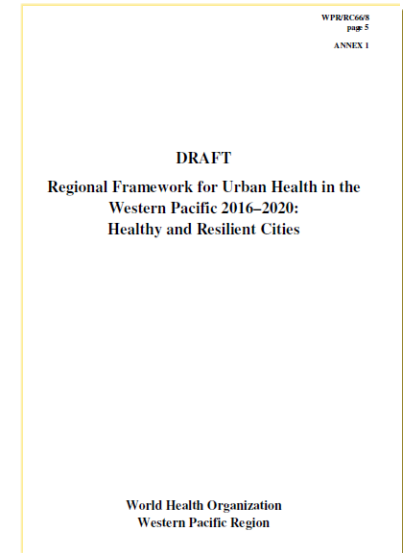 WPR/RC66/8
page 5
ANNEX 1
DRAFT
Regional Framework for Urban Health in the
Western Pacific 2016–2020:
Healthy and Resilient Cities
World Health Organization
Western Pacific Region